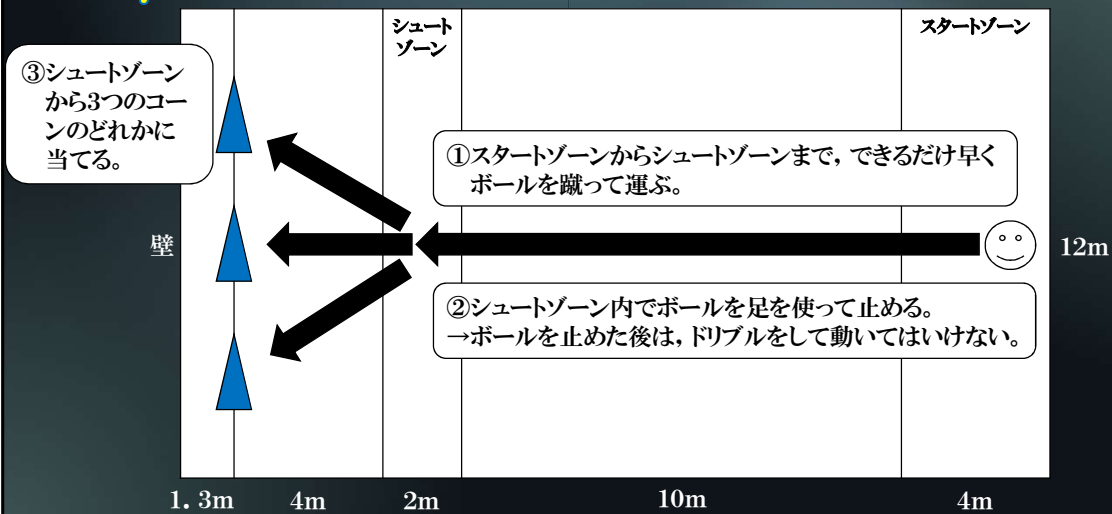 シュート
ゾーン
スタートゾーン
③シュートゾーン
から3つのコー
ンのどれかに
当てる。
①スタートゾーンからシュートゾーンまで，できるだけ早く
ボールを蹴って運ぶ。
壁
12m
②シュートゾーン内でボールを足を使って止める。
→ボールを止めた後は，ドリブルをして動いてはいけない。
1．3m
4m
2m
10m
4m